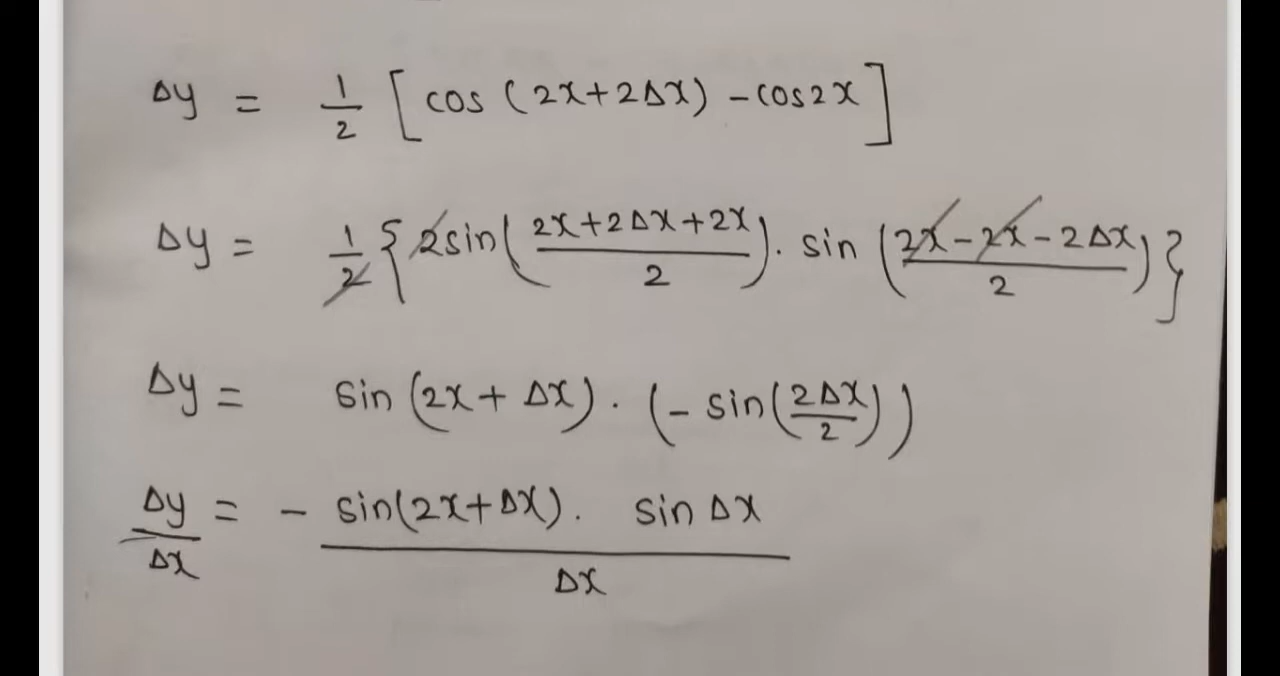 Δy = 1/2 [cos (2x+2Δx) - cos2x]
Δy = 1/2 {2sin((2x+2Δx+2x)/2) . sin ((2x-2x-2Δx)/2)}
Δy = sin (2x+ Δx) . (- sin(2Δx/2))
Δy/Δx = - sin(2x+Δx). sin Δx / Δx